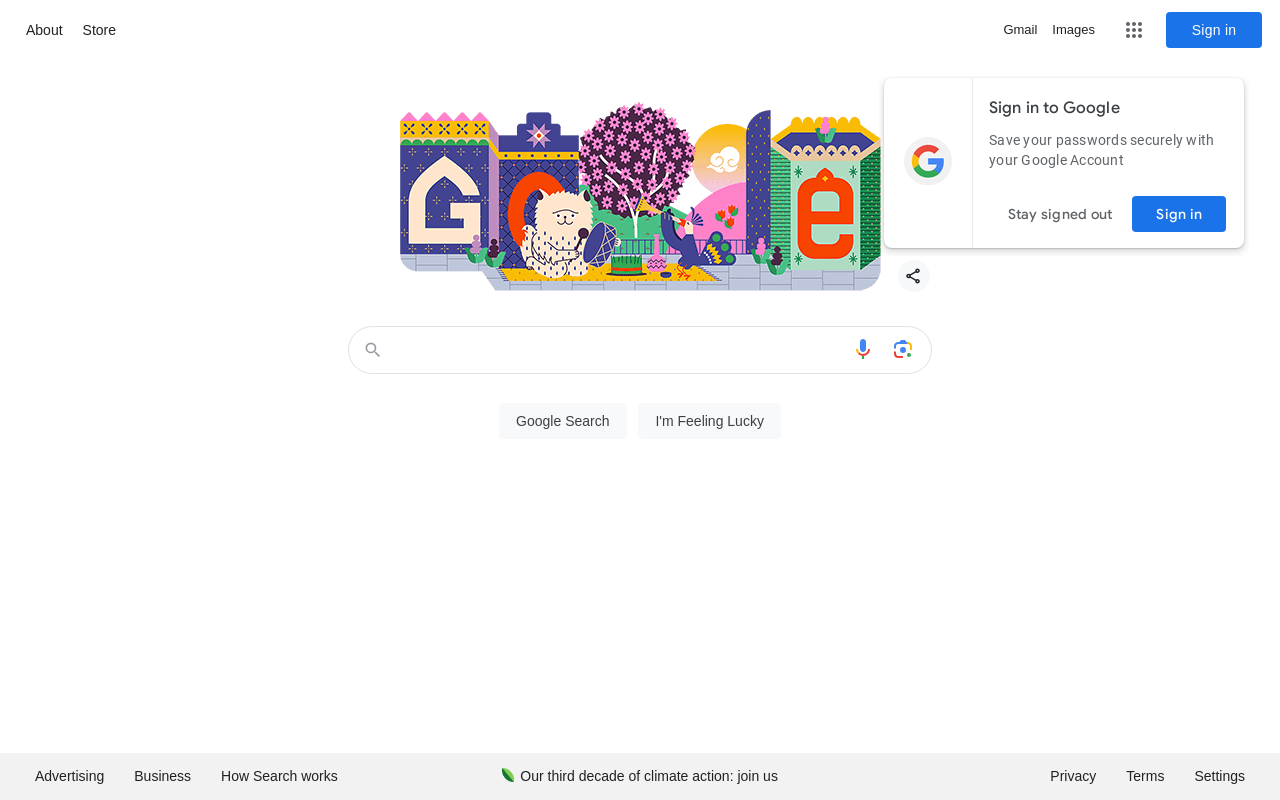 About
Store
Gmail
Images
Sign in
Sign in to Google
Save your passwords securely with
your Google Account
Stay signed out
Sign in
Google Search
I'm Feeling Lucky
Advertising
Business
How Search works
Our third decade of climate action: join us
Privacy
Terms
Settings